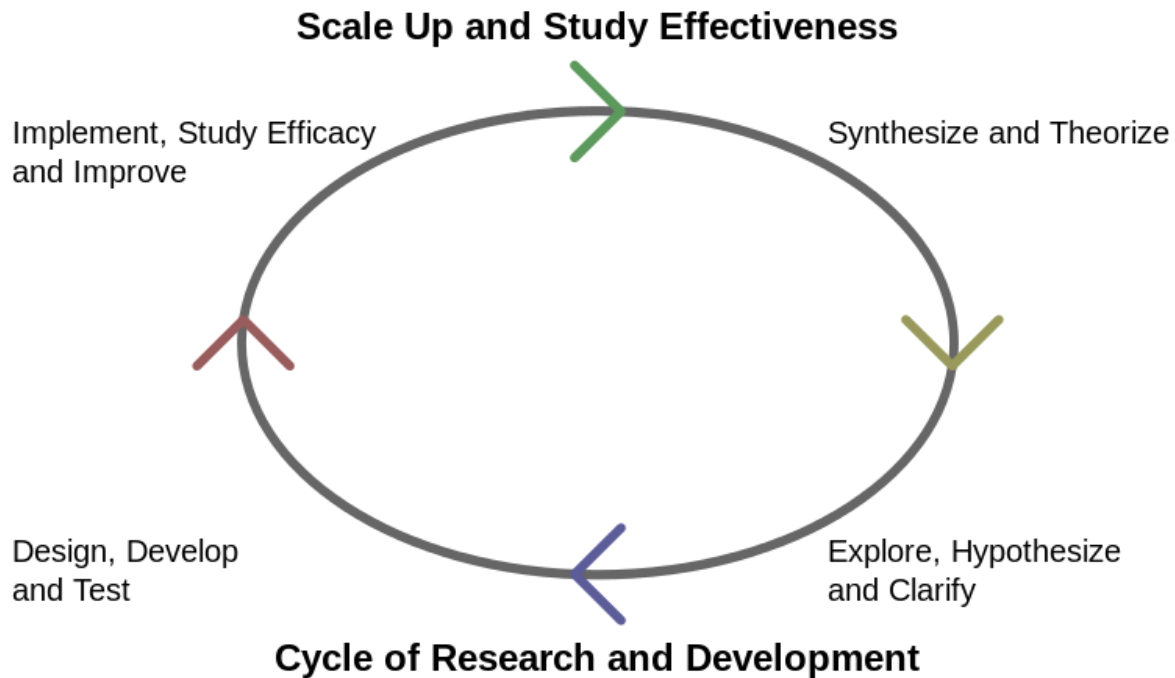 Scale Up and Study Effectiveness
Implement, Study Efficacy
and Improve
Synthesize and Theorize
Design, Develop
and Test
Explore, Hypothesize
and Clarify
Cycle of Research and Development